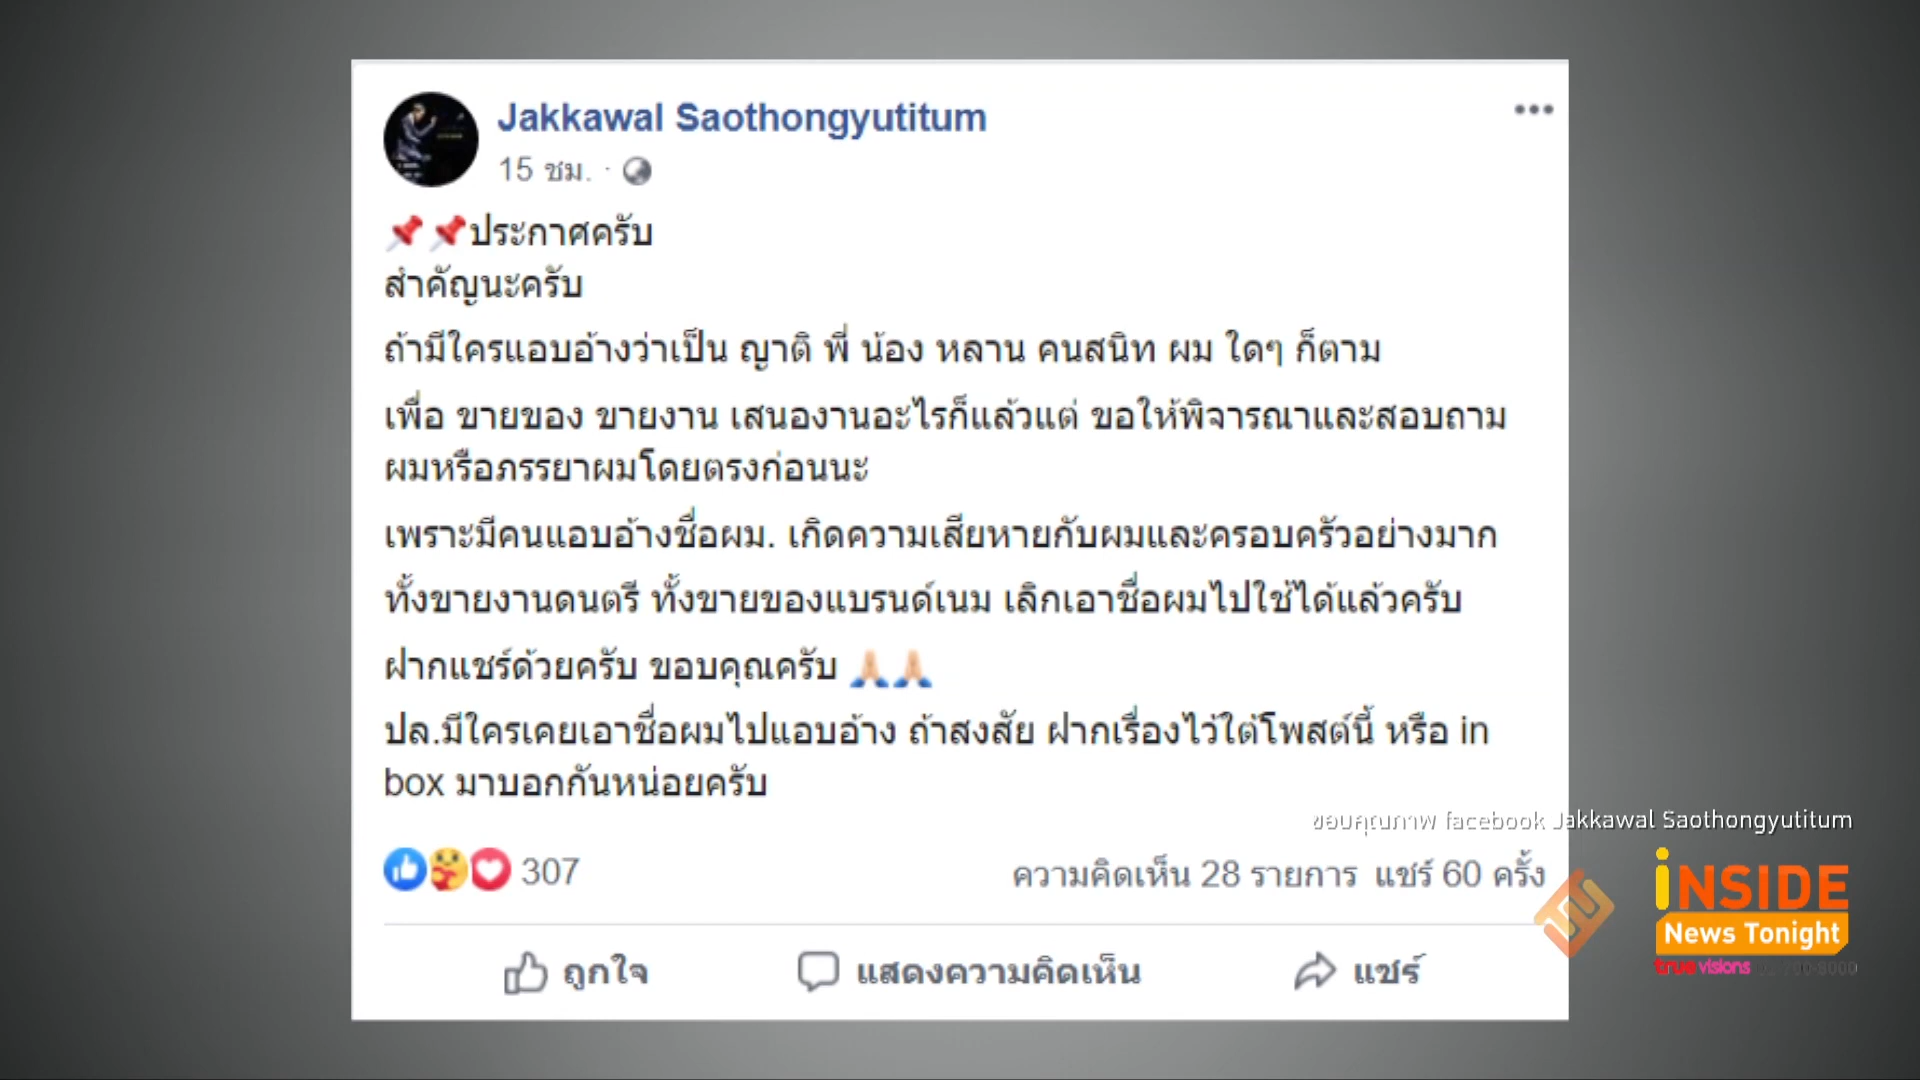 Jakkawal Saothongyutitum
15 ชม.
📌📌ประกาศครับ
สำคัญนะครับ
ถ้ามีใครแอบอ้างว่าเป็น ญาติ พี่ น้อง หลาน คนสนิท ผม ใดๆ ก็ตาม
เพื่อ ขายของ ขายงาน เสนองานอะไรก็แล้วแต่ ขอให้พิจารณาและสอบถาม
ผมหรือภรรยาผมโดยตรงก่อนนะ
เพราะมีคนแอบอ้างชื่อผม. เกิดความเสียหายกับผมและครอบครัวอย่างมาก
ทั้งขายงานดนตรี ทั้งขายของแบรนด์เนม เลิกเอาชื่อผมไปใช้ได้แล้วครับ
ฝากแชร์ด้วยครับ ขอบคุณครับ 🙏🙏
ปล.มีใครเคยเอาชื่อผมไปแอบอ้าง ถ้าสงสัย ฝากเรื่องไว้ใต้โพสต์นี้ หรือ in
box มาบอกกันหน่อยครับ
ขอบคุณภาพ facebook Jakkawal Saothongyutitum
307
ความคิดเห็น 28 รายการ แชร์ 60 ครั้ง
iNSIDE
News Tonight
truevisions
ถูกใจ
แสดงความคิดเห็น
แชร์